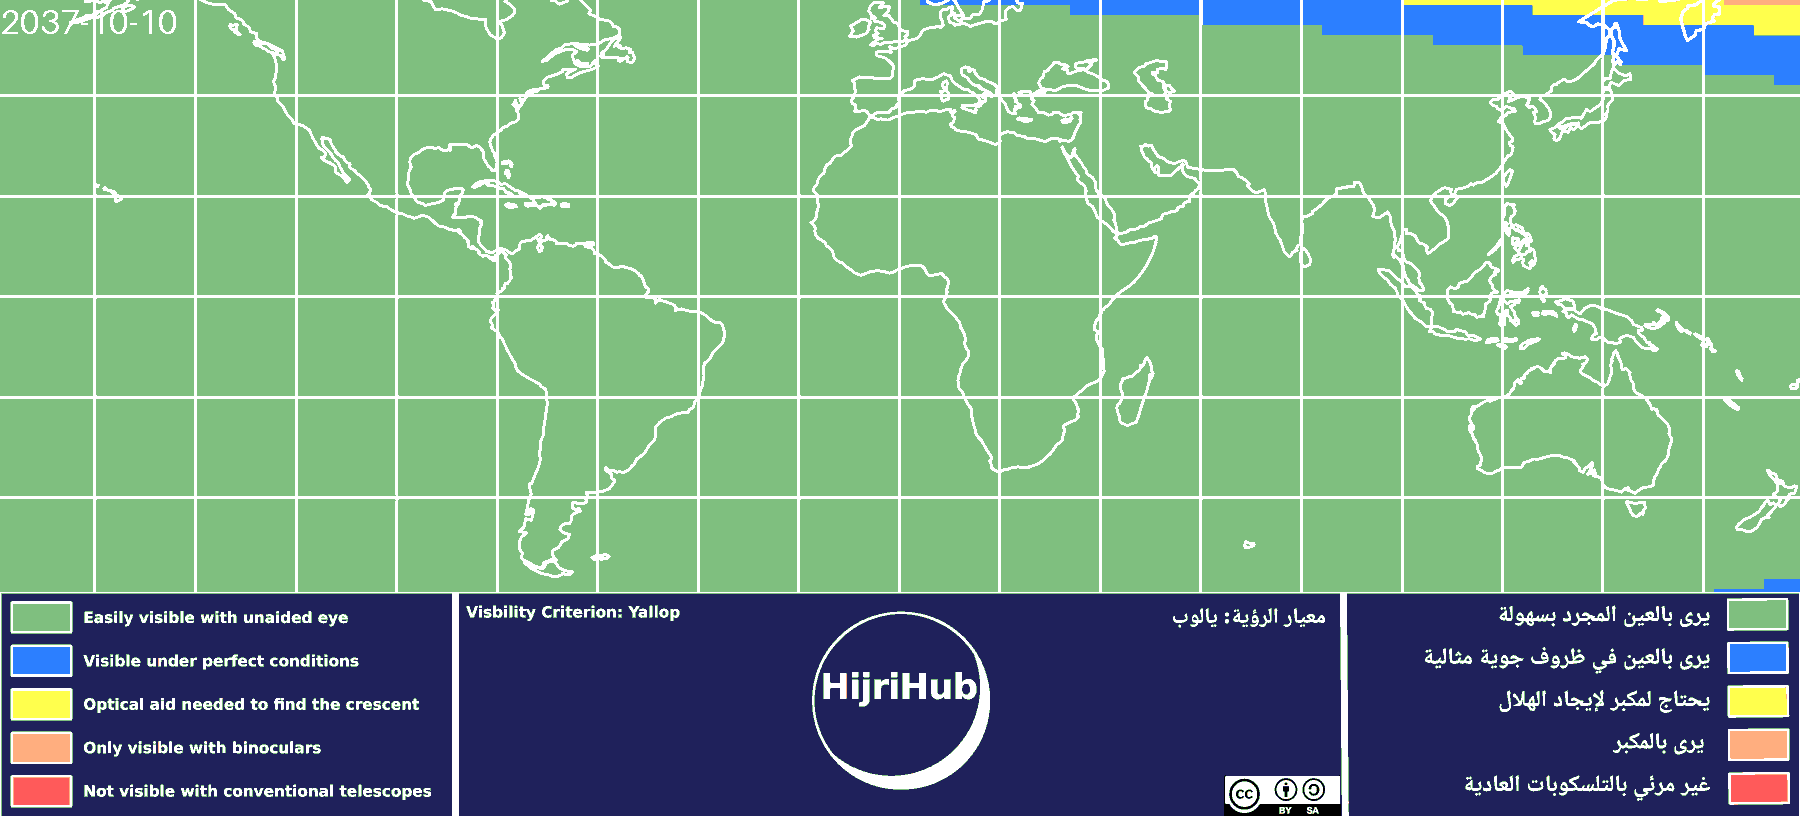 2037-10-10
Easily visible with unaided eye
Visible under perfect conditions
Optical aid needed to find the crescent
Only visible with binoculars
Not visible with conventional telescopes
Visbility Criterion: Yallop
معيار الرؤية: يالوب
HijriHub
cc
BY SA
يرى بالعين المجرد بسهولة
يرى بالعين في ظروف جوية مثالية
يحتاج لمكبر لإيجاد الهلال
يرى بالمكبر
غير مرئي بالتلسكوبات العادية